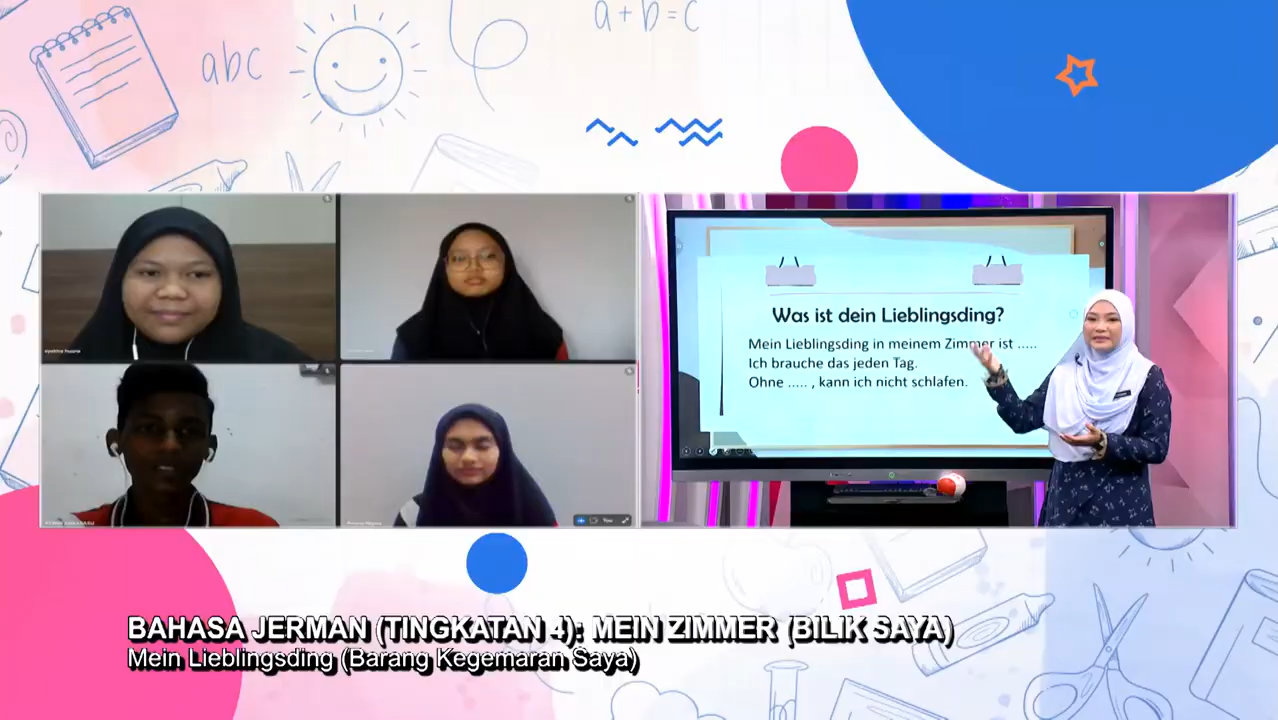 a+b=c
abc
Was ist dein Lieblingsding?
Mein Lieblingsding in meinem Zimmer ist .....
Ich brauche das jeden Tag.
Ohne ..... , kann ich nicht schlafen.
You
BAHASA JERMAN (TINGKATAN 4): MEIN ZIMMER (BILIK SAYA)
Mein Lieblingsding (Barang Kegemaran Saya)